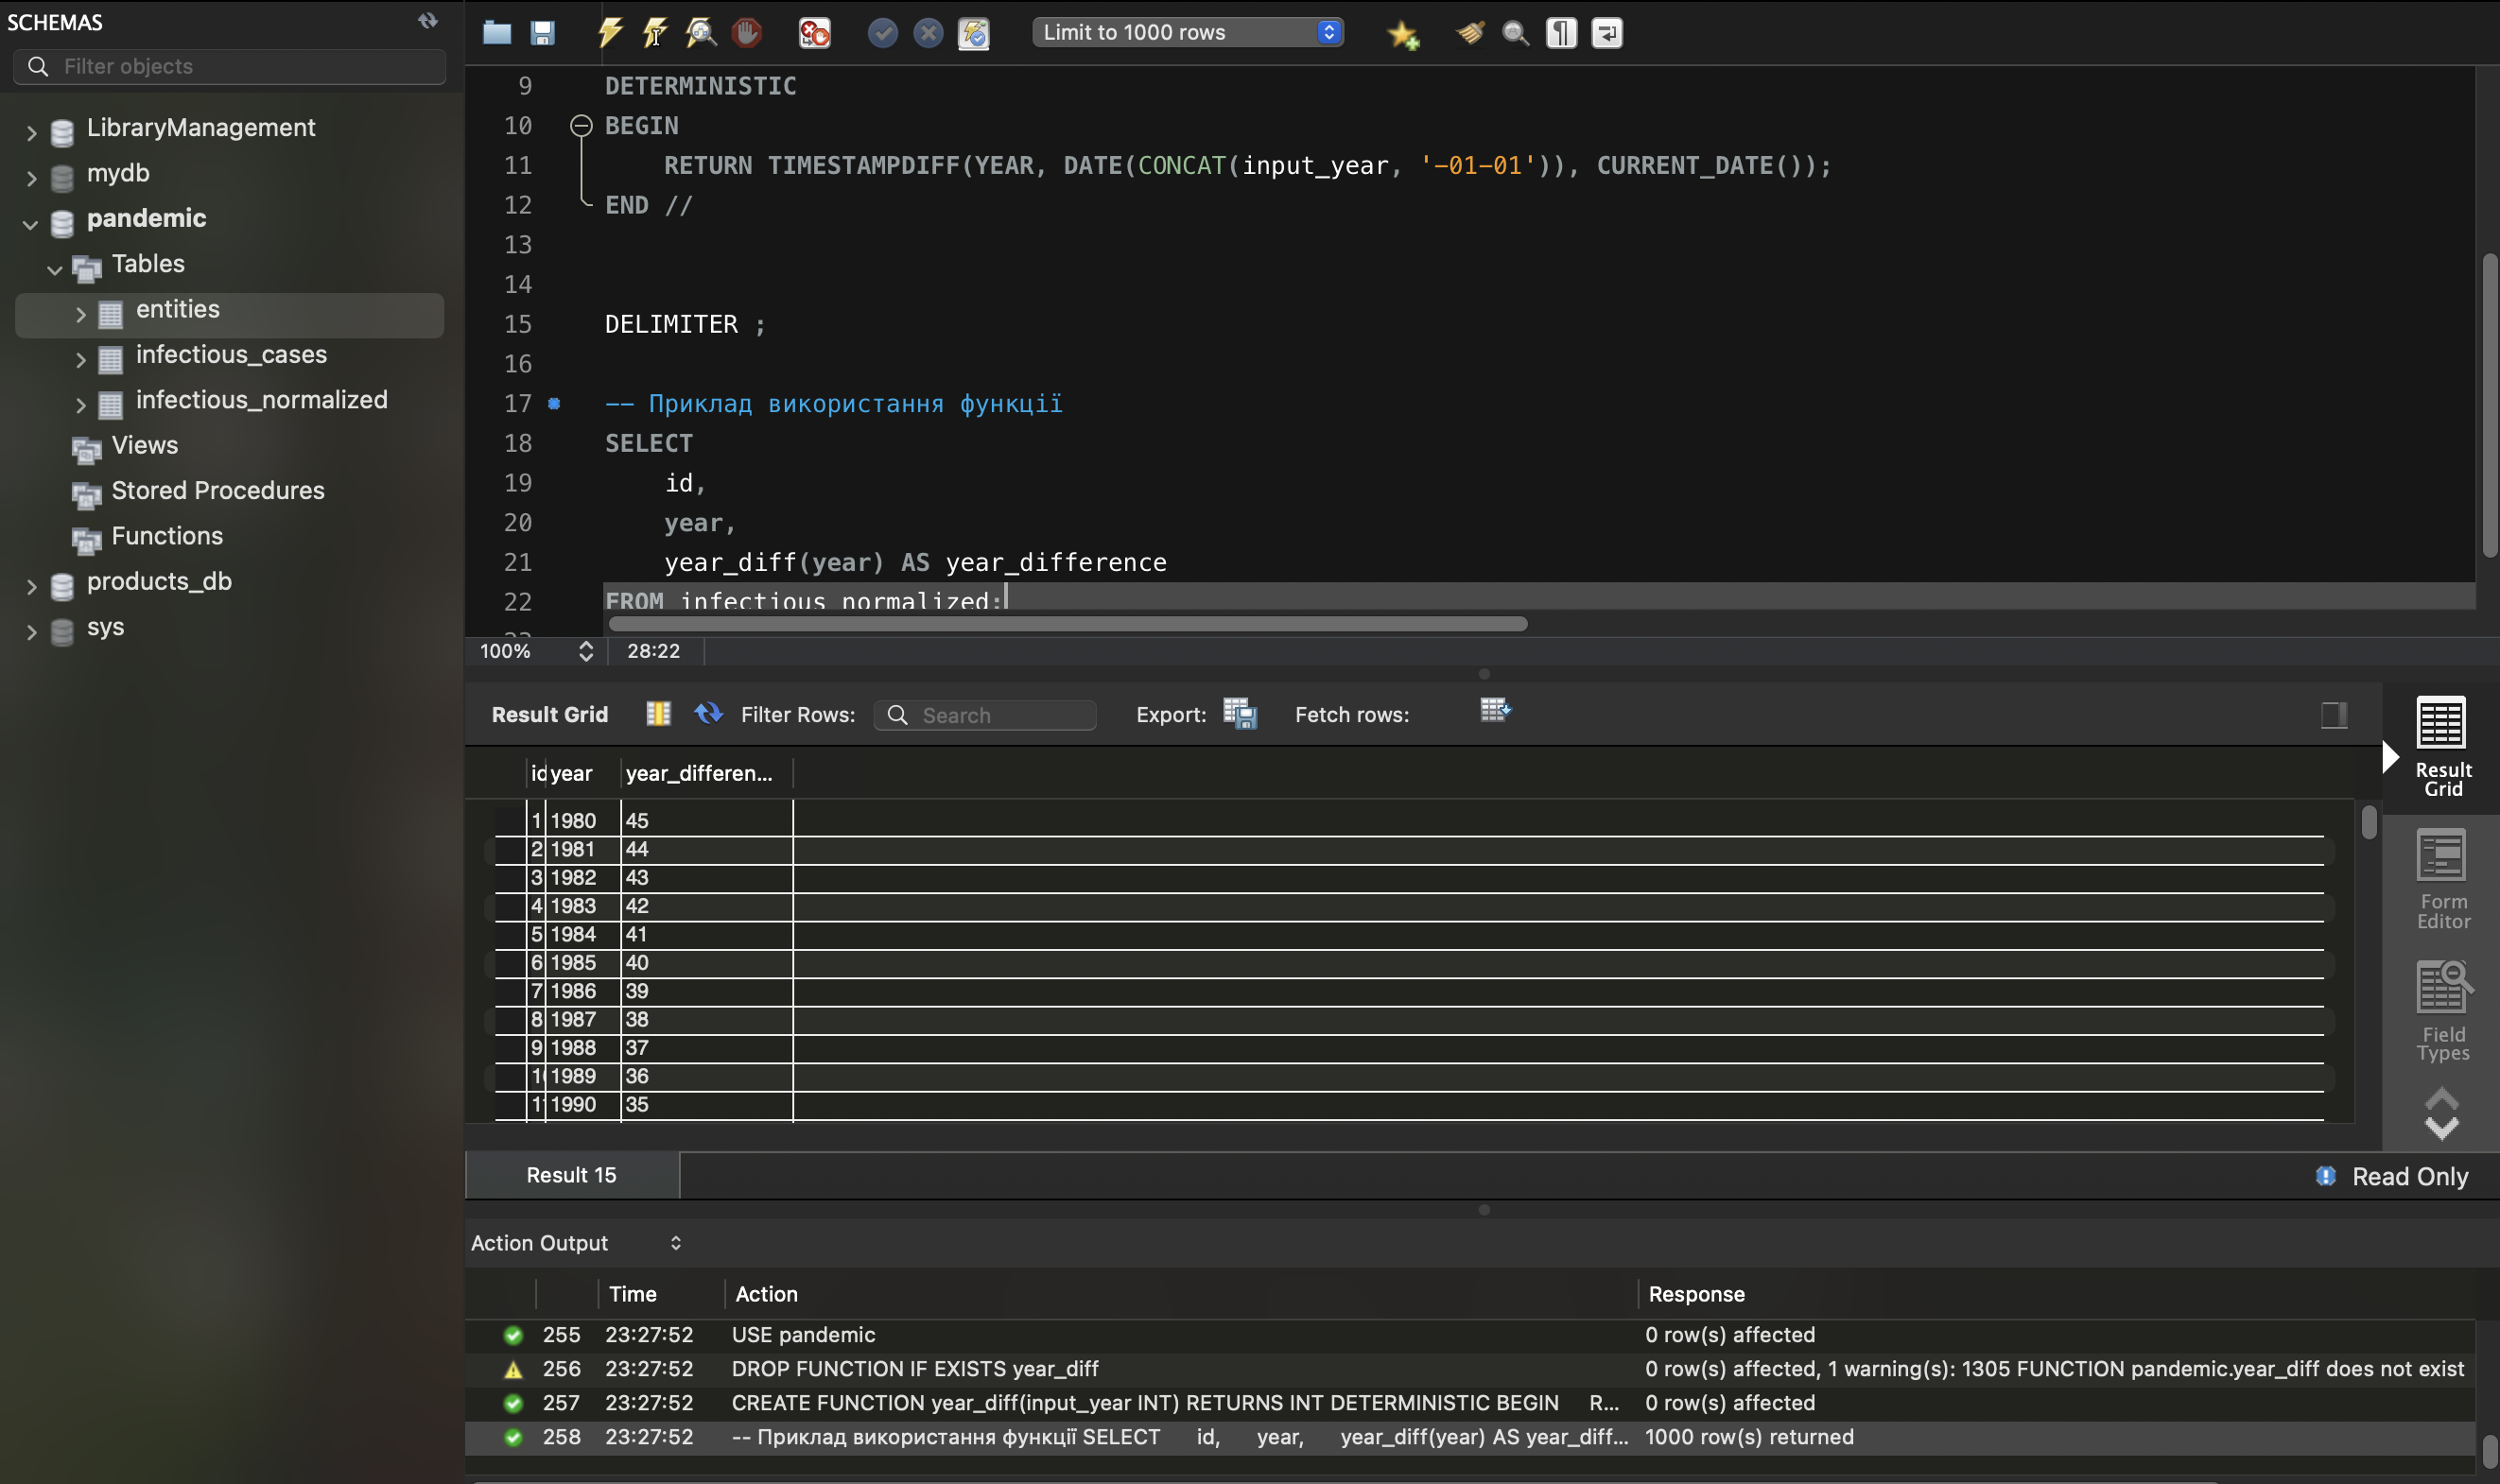 SCHEMAS
Filter objects
LibraryManagement
mydb
pandemic
Tables
entities
infectious_cases
infectious_normalized
Views
Stored Procedures
Functions
products_db
sys
Limit to 1000 rows
9 DETERMINISTIC
10 BEGIN
11 RETURN TIMESTAMPDIFF(YEAR, DATE(CONCAT(input_year, '-01-01')), CURRENT_DATE());
12 END //
13
14
15 DELIMITER ;
16
17 -- Приклад використання функції
18 SELECT
19 id,
20 year,
21 year_diff(year) AS year_difference
22 FROM infectious_normalized;
100% 28:22
Result Grid Filter Rows: Search Export: Fetch rows:
id year year_differen...
1 1980 45
2 1981 44
3 1982 43
4 1983 42
5 1984 41
6 1985 40
7 1986 39
8 1987 38
9 1988 37
1989 36
1990 35
Result
Grid
Form
Editor
Field
Types
Result 15
Read Only
Action Output
Time Action Response
255 23:27:52 USE pandemic 0 row(s) affected
256 23:27:52 DROP FUNCTION IF EXISTS year_diff 0 row(s) affected, 1 warning(s): 1305 FUNCTION pandemic.year_diff does not exist
257 23:27:52 CREATE FUNCTION year_diff(input_year INT) RETURNS INT DETERMINISTIC BEGIN R... 0 row(s) affected
258 23:27:52 -- Приклад використання функції SELECT id, year, year_diff(year) AS year_diff... 1000 row(s) returned